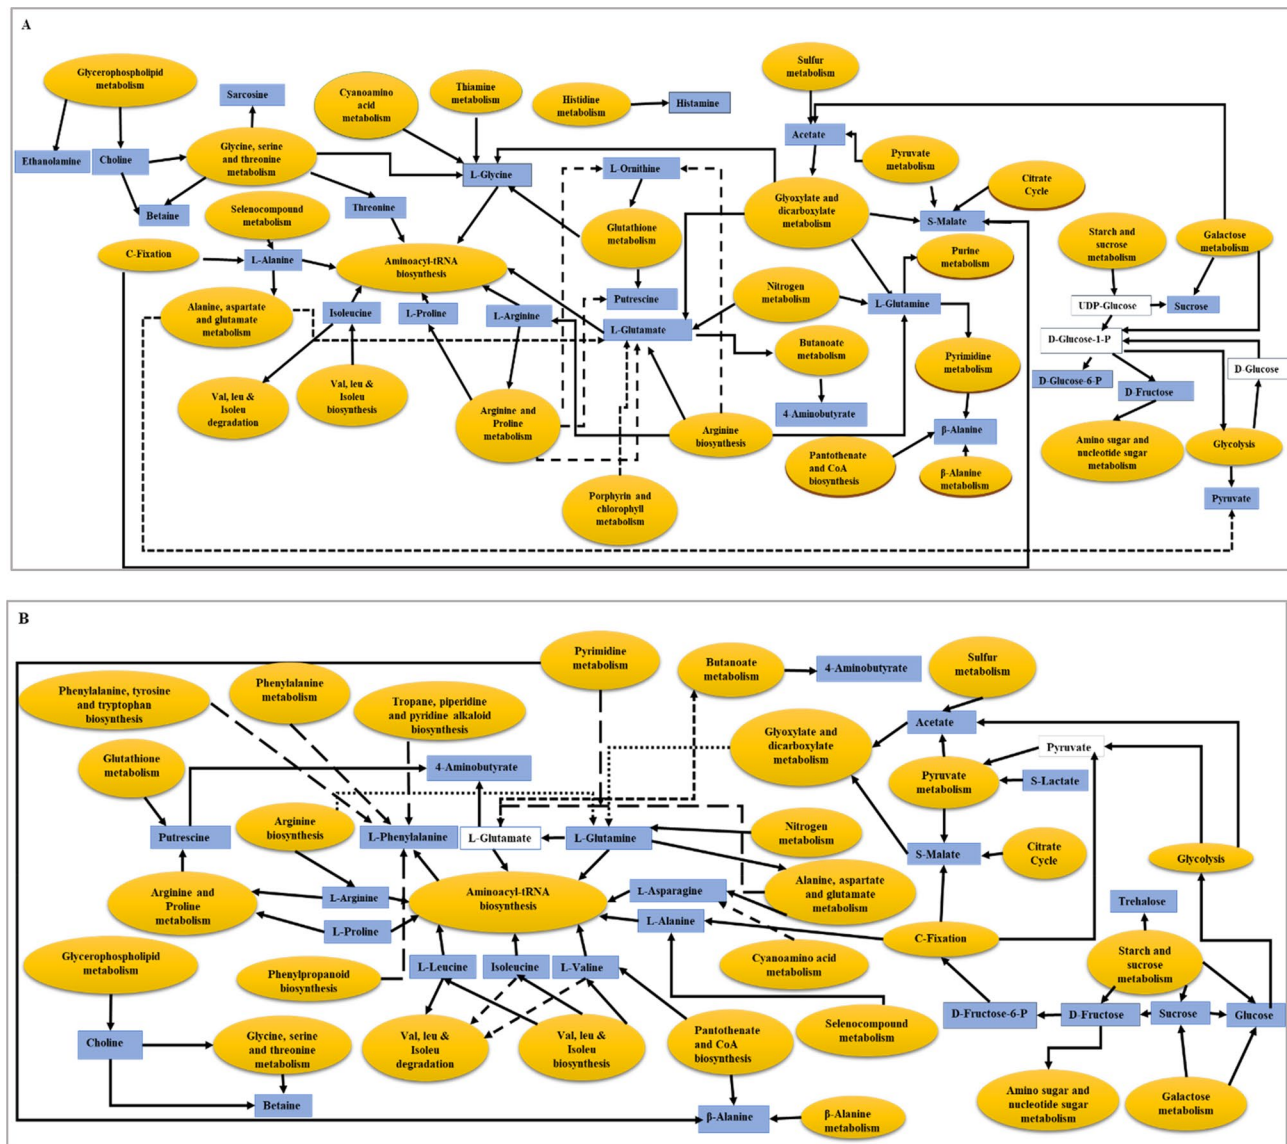 A
Glycerophospholipid
metabolism
Sarcosine
Cyanoamino
acid
metabolism
Thiamine
metabolism
Histidine
metabolism
Histamine
Sulfur
metabolism
Acetate
Pyruvate
metabolism
Citrate
Cycle
Ethanolamine
Choline
Glycine, serine
and threonine
metabolism
L-Glycine
L-Ornithine
Glyoxylate and
dicarboxylate
metabolism
S-Malate
Betaine
Selenocompound
metabolism
Threonine
Glutathione
metabolism
Starch and
sucrose
metabolism
Galactose
metabolism
C-Fixation
L-Alanine
Aminoacyl-tRNA
biosynthesis
Purine
metabolism
Nitrogen
metabolism
Putrescine
L-Glutamine
UDP-Glucose
Sucrose
Alanine, aspartate
and glutamate
metabolism
Isoleucine
L-Proline
L-Arginine
L-Glutamate
Butanoate
metabolism
Pyrimidine
metabolism
D-Glucose-1-P
D-Glucose
D-Glucose-6-P
D-Fructose
Val, leu &
Isoleu
degradation
Val, leu &
Isoleu
biosynthesis
Arginine and
Proline
metabolism
Arginine
biosynthesis
4-Aminobutyrate
β-Alanine
Amino sugar and
nucleotide sugar
metabolism
Glycolysis
Pantothenate
and CoA
biosynthesis
β-Alanine
metabolism
Porphyrin and
chlorophyll
metabolism
Pyruvate
B
Pyrimidine
metabolism
Butanoate
metabolism
4-Aminobutyrate
Sulfur
metabolism
Phenylalanine, tyrosine
and tryptophan
biosynthesis
Phenylalanine
metabolism
Tropane, piperidine
and pyridine alkaloid
biosynthesis
Glyoxylate and
dicarboxylate
metabolism
Acetate
Pyruvate
Glutathione
metabolism
4-Aminobutyrate
Pyruvate
metabolism
S-Lactate
Putrescine
Arginine
biosynthesis
L-Phenylalanine
L-Glutamate
L-Glutamine
Nitrogen
metabolism
S-Malate
Citrate
Cycle
Glycolysis
Arginine and
Proline
metabolism
L-Arginine
Aminoacyl-tRNA
biosynthesis
L-Asparagine
Alanine, aspartate
and glutamate
metabolism
Trehalose
L-Proline
L-Alanine
C-Fixation
Starch and
sucrose
metabolism
Glycerophospholipid
metabolism
Phenylpropanoid
biosynthesis
L-Leucine
Isoleucine
L-Valine
Cyanoamino acid
metabolism
D-Fructose-6-P
D-Fructose
Sucrose
Glucose
Choline
Glycine, serine
and threonine
metabolism
Val, leu &
Isoleu
degradation
Val, leu &
Isoleu
biosynthesis
Pantothenate
and CoA
biosynthesis
Selenocompound
metabolism
Betaine
β-Alanine
β-Alanine
metabolism
Amino sugar and
nucleotide sugar
metabolism
Galactose
metabolism